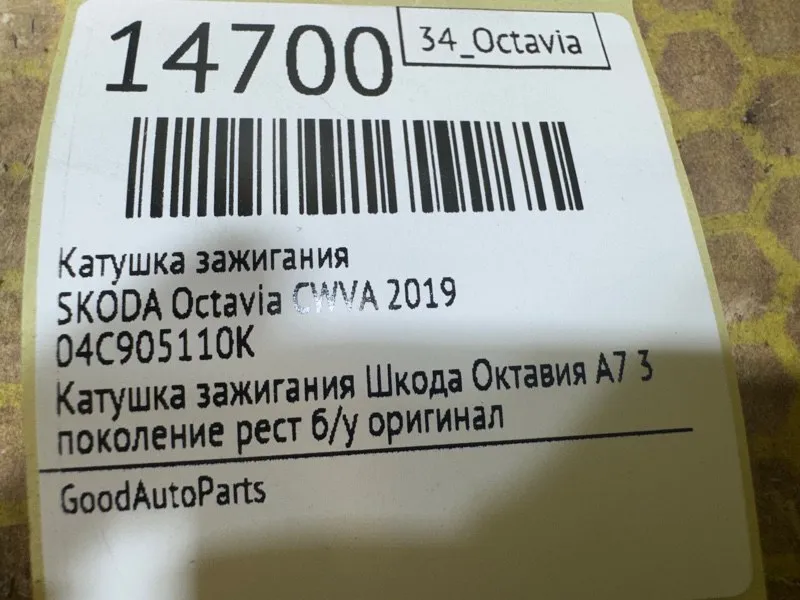 14700
34_Octavia
Катушка зажигания
SKODA Octavia CWVA 2019
04C905110K
Катушка зажигания Шкода Октавия А7 3
поколение рест б/у оригинал
GoodAutoParts